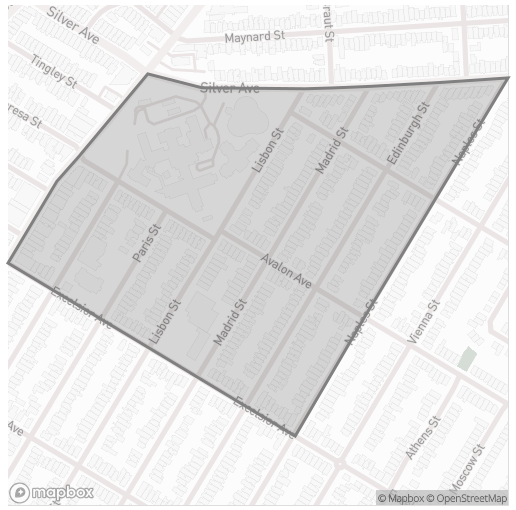 Silver Ave
Maynard St
raut St
Tingley St
Silver Ave
resa St
Edinburgh St
Naples St
Lisbon St
Madrid St
Paris St
Avalon Ave
Excelsior Ave
Lisbon St
Madrid St
Naples St
Vienna St
Excelsior Ave
Athens St
Moscow St
Ave
St
mapbox
© Mapbox © OpenStreetMap